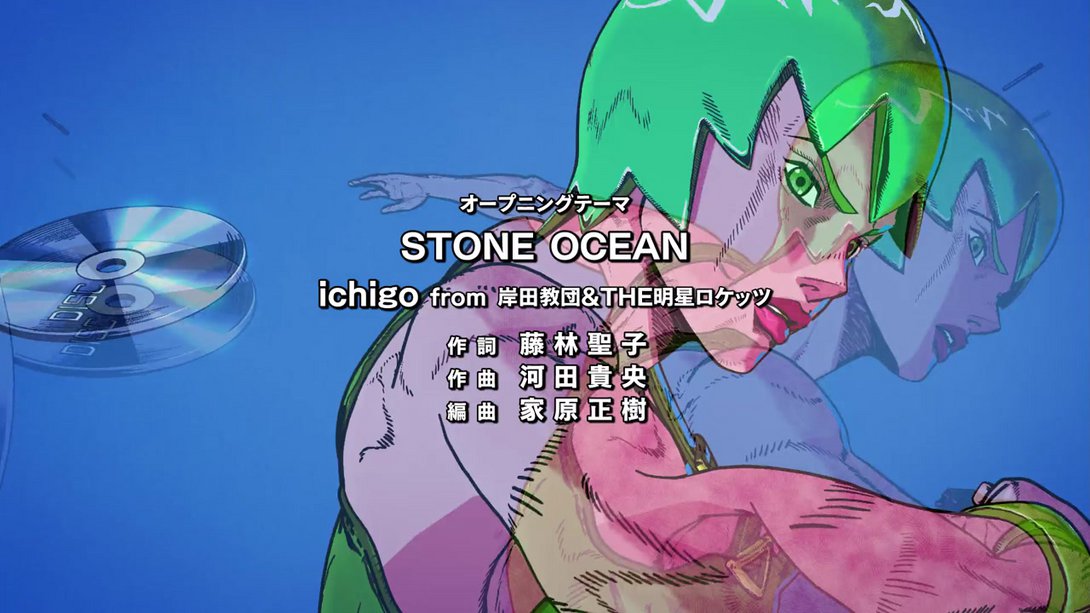 オープニングテーマ
STONE OCEAN
ichigo from 岸田教団&THE明星ロケッツ
作詞 藤林聖子
作曲 河田貴央
編曲 家原正樹
DISC